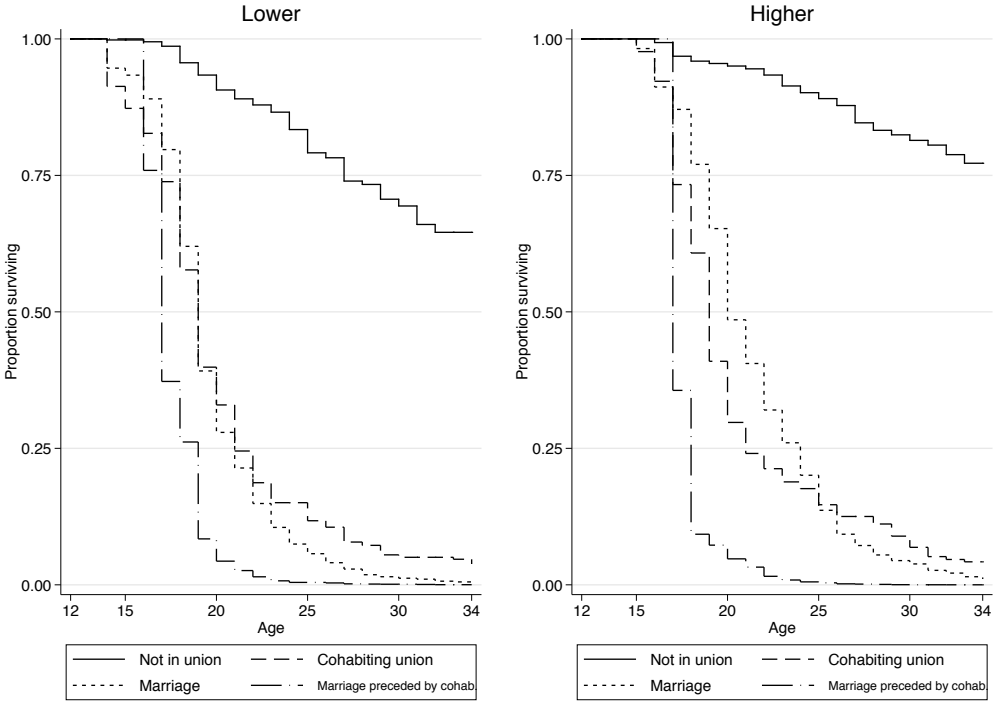 Lower
1.00
0.75
0.50
0.25
0.00
Proportion surviving
12 15 20 25 30 34
Age
Not in union Cohabiting union
Marriage Marriage preceded by cohab.
Higher
1.00
0.75
0.50
0.25
0.00
Proportion surviving
12 15 20 25 30 34
Age
Not in union Cohabiting union
Marriage Marriage preceded by cohab.